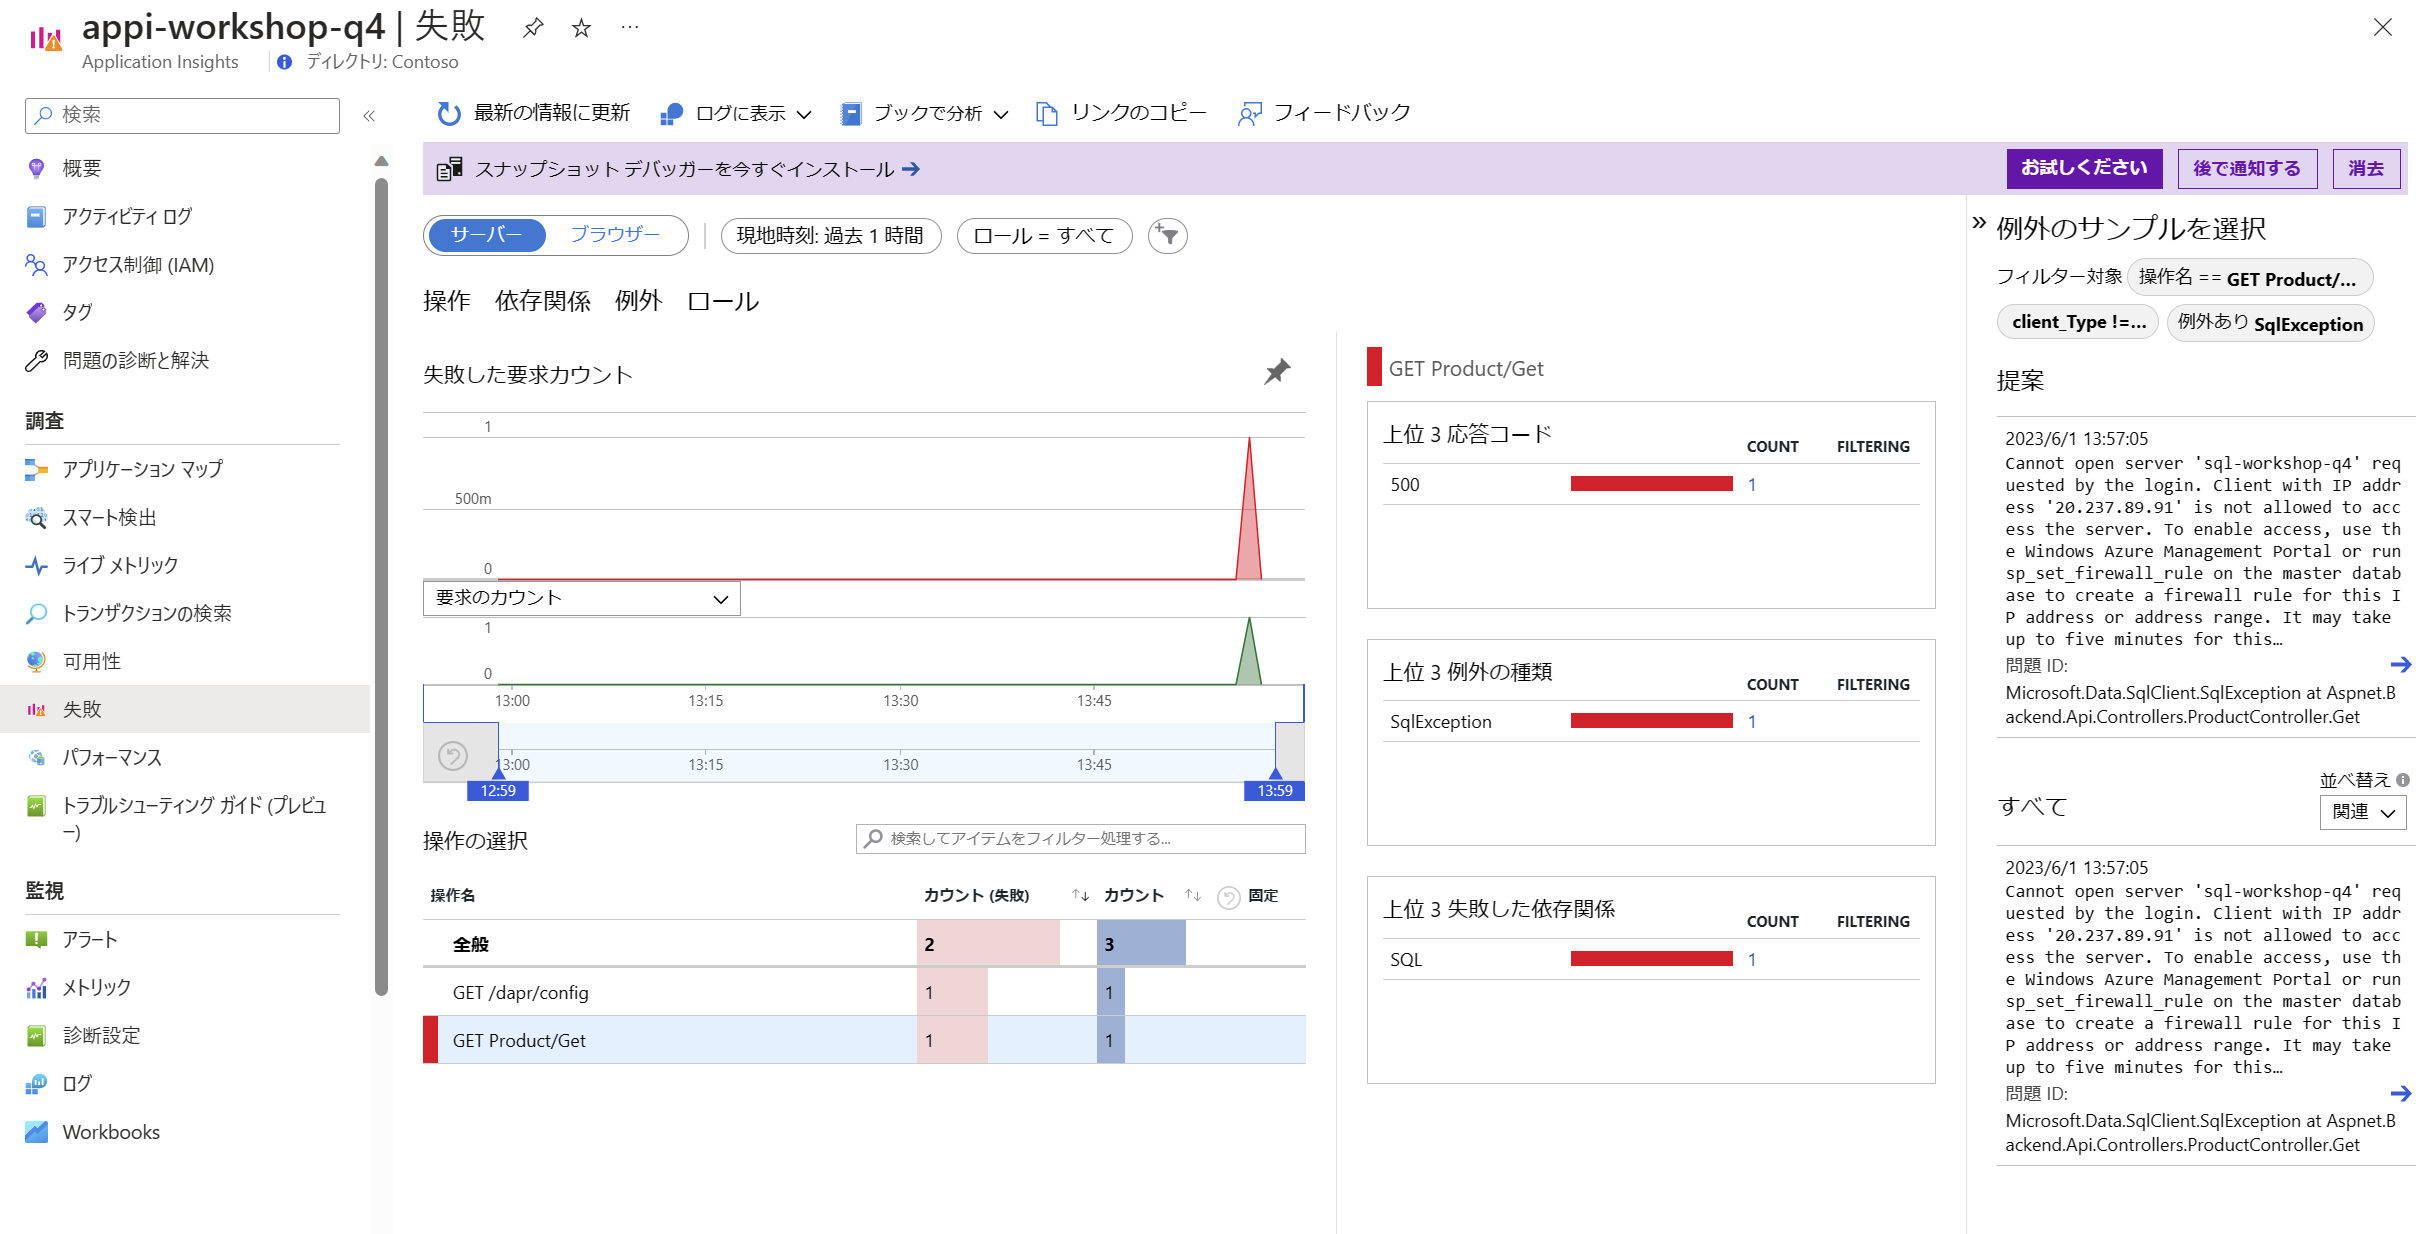 appi-workshop-q4 | 失敗
Application Insights
ディレクトリ: Contoso
検索
概要
アクティビティ ログ
アクセス制御 (IAM)
タグ
問題の診断と解決
調査
アプリケーション マップ
スマート検出
ライブ メトリック
トランザクションの検索
可用性
失敗
パフォーマンス
トラブルシューティング ガイド (プレビュ
ー)
監視
アラート
メトリック
診断設定
ログ
Workbooks
最新の情報に更新
ログに表示
ブックで分析
リンクのコピー
フィードバック
スナップショット デバッガーを今すぐインストール
お試しください
後で通知する
消去
サーバー
ブラウザー
現地時刻: 過去 1 時間
ロール = すべて
操作 依存関係 例外 ロール
失敗した要求カウント
1
500m
0
要求のカウント
1
0
13:00 13:15 13:30 13:45
13:00 13:15 13:30 13:45
12:59 13:59
操作の選択
検索してアイテムをフィルター処理する...
操作名 カウント (失敗) カウント 固定
全般 2 3
GET /dapr/config 1 1
GET Product/Get 1 1
GET Product/Get
上位 3 応答コード COUNT FILTERING
500 1
上位 3 例外の種類 COUNT FILTERING
SqlException 1
上位 3 失敗した依存関係 COUNT FILTERING
SQL 1
例外のサンプルを選択
フィルター対象 操作名 == GET Product/...
client_Type !=... 例外あり SqlException
提案
2023/6/1 13:57:05
Cannot open server 'sql-workshop-q4' req
uested by the login. Client with IP addr
ess '20.237.89.91' is not allowed to acc
ess the server. To enable access, use th
e Windows Azure Management Portal or run
sp_set_firewall_rule on the master datab
ase to create a firewall rule for this I
P address or address range. It may take
up to five minutes for this…
問題 ID:
Microsoft.Data.SqlClient.SqlException at Aspnet.B
ackend.Api.Controllers.ProductController.Get
並べ替え
すべて
関連
2023/6/1 13:57:05
Cannot open server 'sql-workshop-q4' req
uested by the login. Client with IP addr
ess '20.237.89.91' is not allowed to acc
ess the server. To enable access, use th
e Windows Azure Management Portal or run
sp_set_firewall_rule on the master datab
ase to create a firewall rule for this I
P address or address range. It may take
up to five minutes for this…
問題 ID:
Microsoft.Data.SqlClient.SqlException at Aspnet.B
ackend.Api.Controllers.ProductController.Get